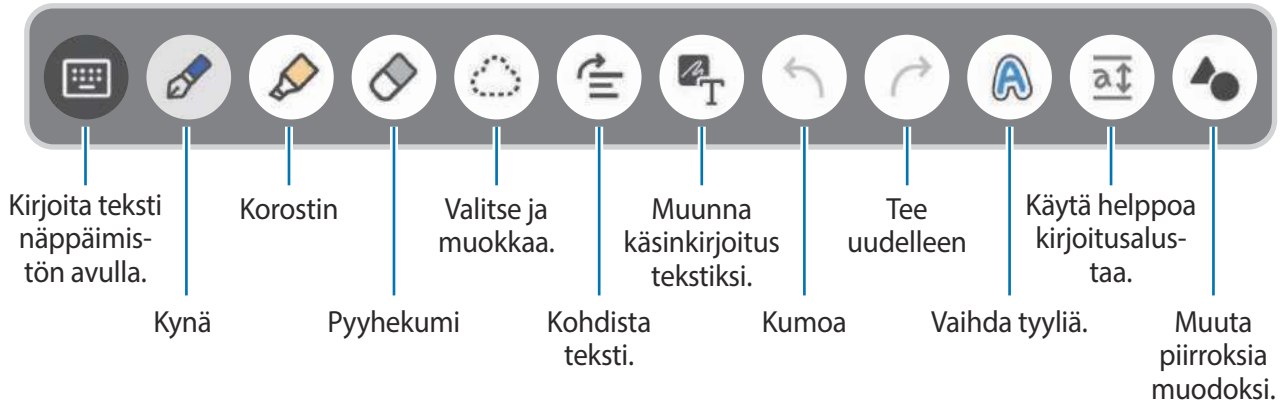 Kirjoita teksti
näppäimis-
tön avulla.
Kynä
Korostin
Pyyhekumi
Valitse ja
muokkaa.
Kohdista
teksti.
Muunna
käsinkirjoitus
tekstiksi.
Kumoa
Tee
uudelleen
Vaihda tyyliä.
Käytä helppoa
kirjoitusalus-
taa.
Muuta
piirroksia
muodoksi.